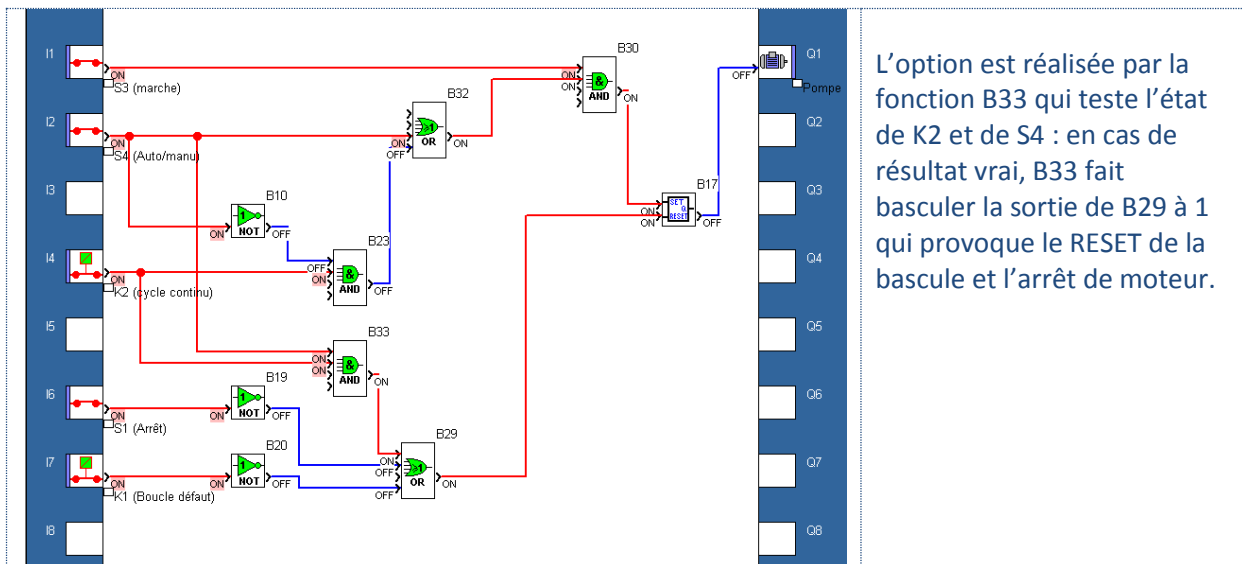 I1
ON
S3 (marche)
I2
ON
S4 (Auto/manu)
I3
I4
ON
K2 (cycle continu)
I5
I6
ON
S1 (Arrêt)
I7
ON
K1 (Boucle défaut)
I8
B10
1
NOT
ON
OFF
B23
OFF
ON
&
AND
OFF
B32
ON
OFF
≥1
OR
ON
B30
ON
ON
&
AND
ON
B33
ON
ON
&
AND
ON
B19
ON
1
NOT
OFF
B20
ON
1
NOT
OFF
B29
ON
OFF
OFF
≥1
OR
ON
B17
ON
ON
SET
Q
RESET
OFF
OFF
Q1
Pompe
Q2
Q3
Q4
Q5
Q6
Q7
Q8
L’option est réalisée par la
fonction B33 qui teste l’état
de K2 et de S4 : en cas de
résultat vrai, B33 fait
basculer la sortie de B29 à 1
qui provoque le RESET de la
bascule et l’arrêt de moteur.